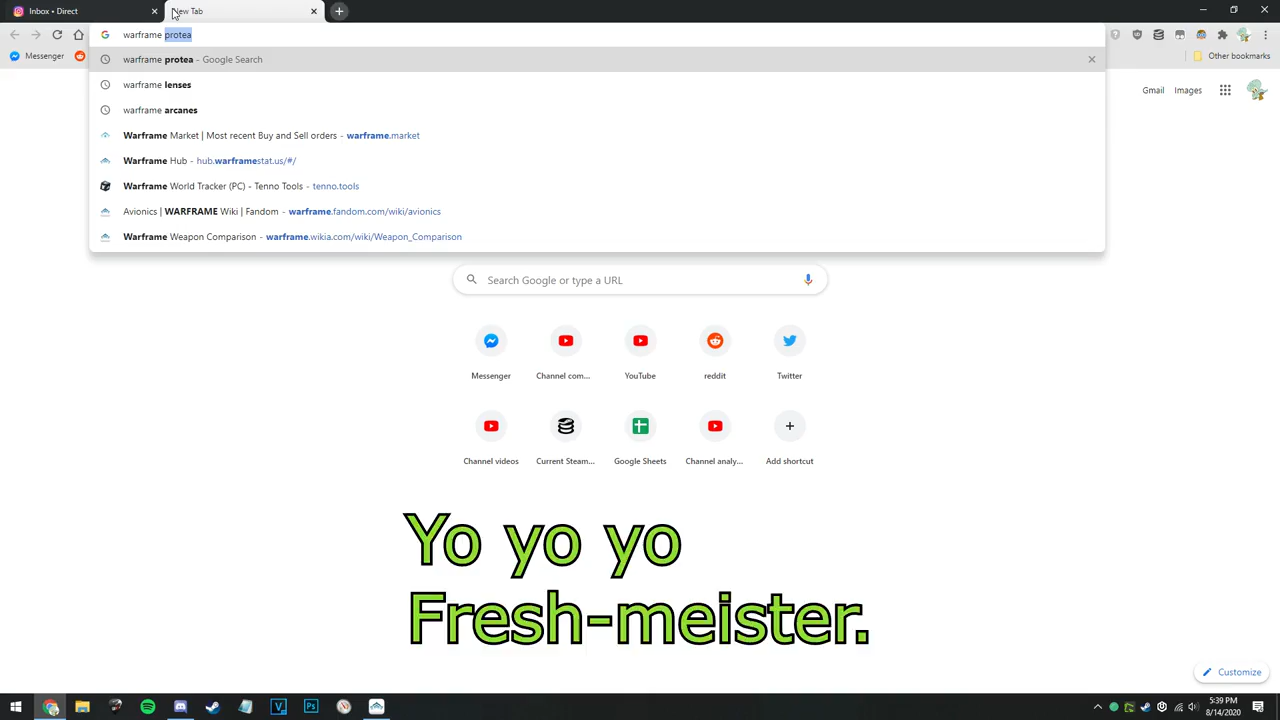 Inbox • Direct
New Tab
warframe protea
Messenger
Other bookmarks
warframe protea - Google Search
warframe lenses
warframe arcanes
Warframe Market | Most recent Buy and Sell orders - warframe.market
Warframe Hub - hub.warframestat.us/#/
Warframe World Tracker (PC) - Tenno Tools - tenno.tools
Avionics | WARFRAME Wiki | Fandom - warframe.fandom.com/wiki/avionics
Warframe Weapon Comparison - warframe.wikia.com/wiki/Weapon_Comparison
Gmail Images
Search Google or type a URL
Messenger Channel com... YouTube reddit Twitter
Channel videos Current Steam... Google Sheets Channel analy... Add shortcut
Yo yo yo
Fresh-meister.
Customize
5:39 PM
8/14/2020